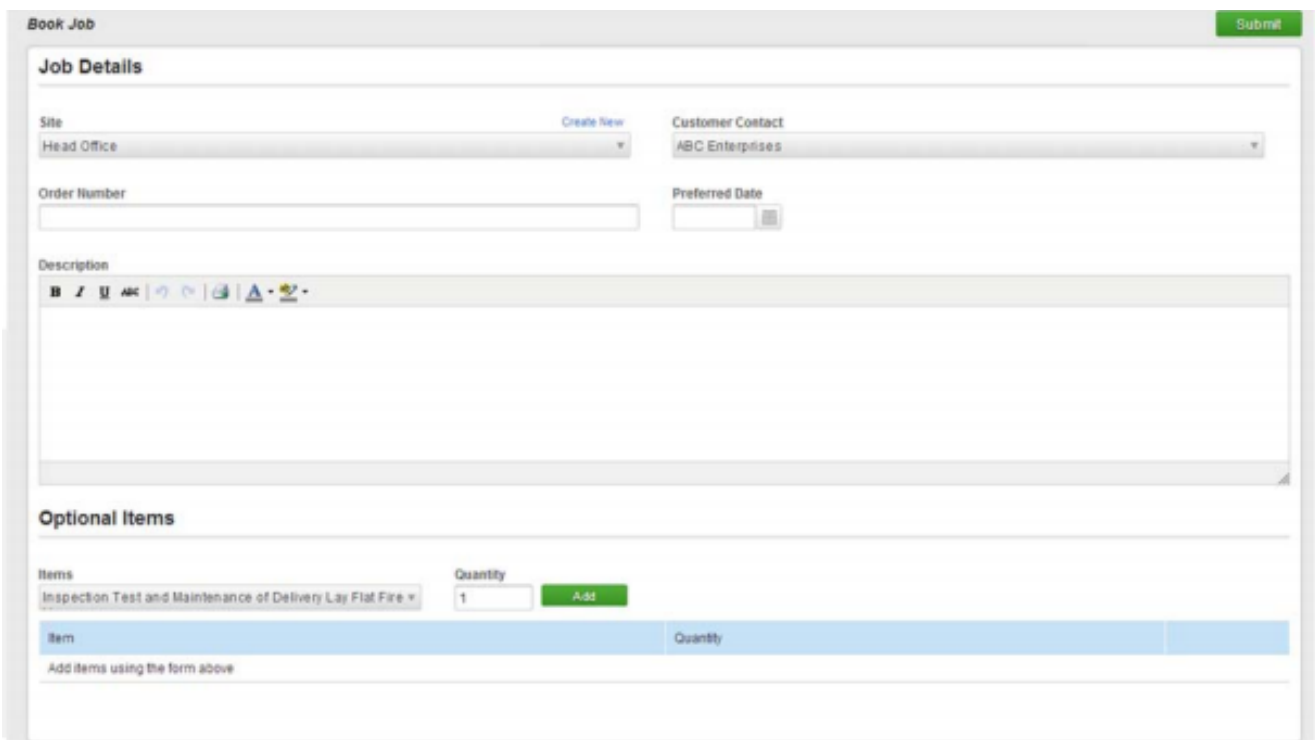 Book Job
Submit
Job Details
Site
Create New
Customer Contact
Head Office
ABC Enterprises
Order Number
Preferred Date
Description
B I U ABC A
Optional Items
Items
Quantity
Inspection Test and Maintenance of Delivery Lay Flat Fire
1
Add
Item
Quantity
Add items using the form above